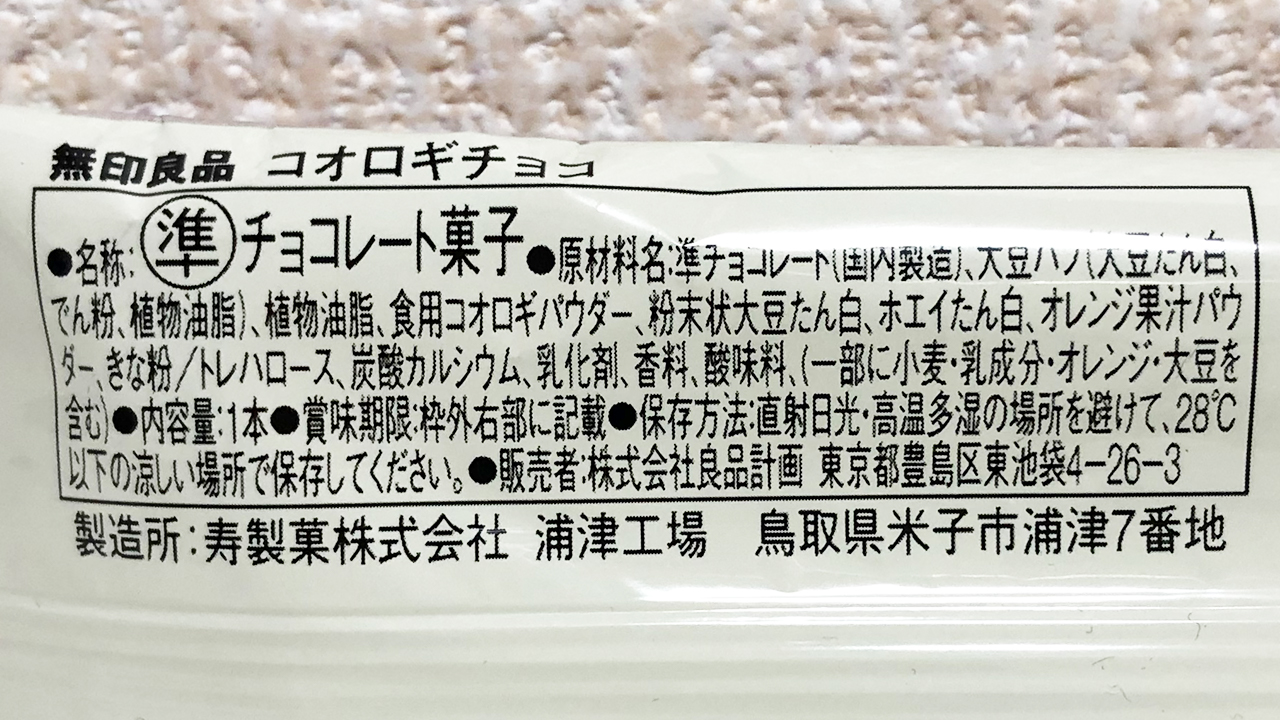 無印良品 コオロギチョコ
●名称:準チョコレート菓子●原材料名:準チョコレート(国内製造)、大豆パフ(大豆たん白、
でん粉、植物油脂)、植物油脂、食用コオロギパウダー、粉末状大豆たん白、ホエイたん白、オレンジ果汁パウ
ダー、きな粉/トレハロース、炭酸カルシウム、乳化剤、香料、酸味料、(一部に小麦・乳成分・オレンジ・大豆を
含む)●内容量:1本●賞味期限:枠外右部に記載●保存方法:直射日光・高温多湿の場所を避けて、28℃
以下の涼しい場所で保存してください。●販売者:株式会社良品計画 東京都豊島区東池袋4-26-3
製造所:寿製菓株式会社 浦津工場 鳥取県米子市浦津7番地